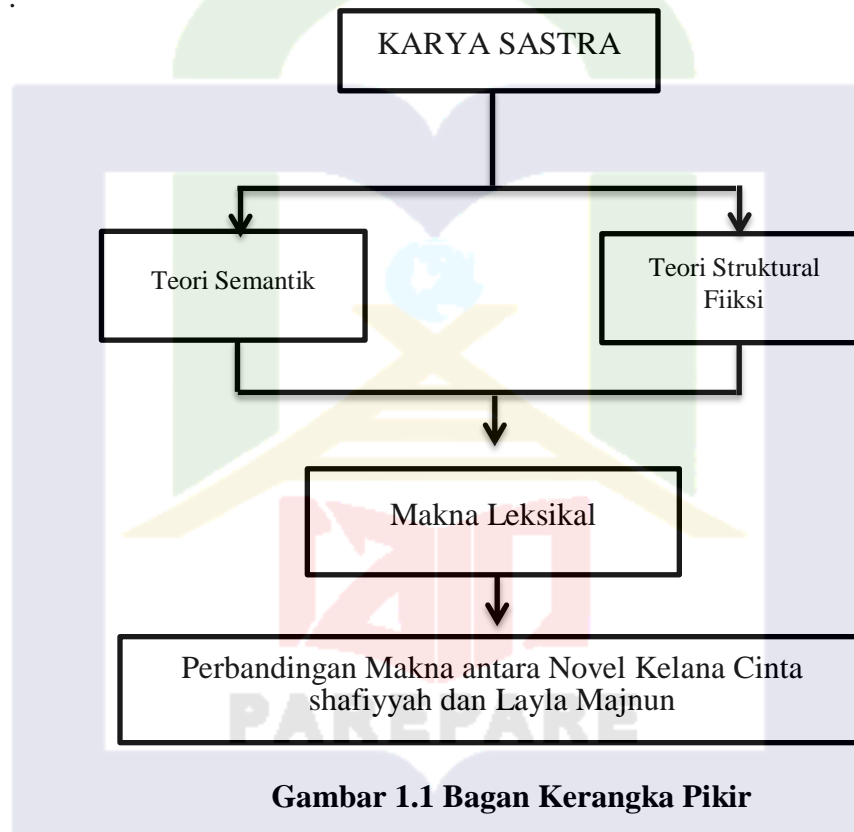 .
KARYA SASTRA
Teori Semantik
Teori Struktural
Fiiksi
Makna Leksikal
Perbandingan Makna antara Novel Kelana Cinta
shafiyyah dan Layla Majnun
PAREPARE
Gambar 1.1 Bagan Kerangka Pikir